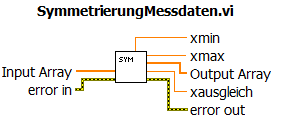 SymmetrierungMessdaten.vi
xmin
xmax
SYM
Input Array
Output Array
xausgleich
error in
error out